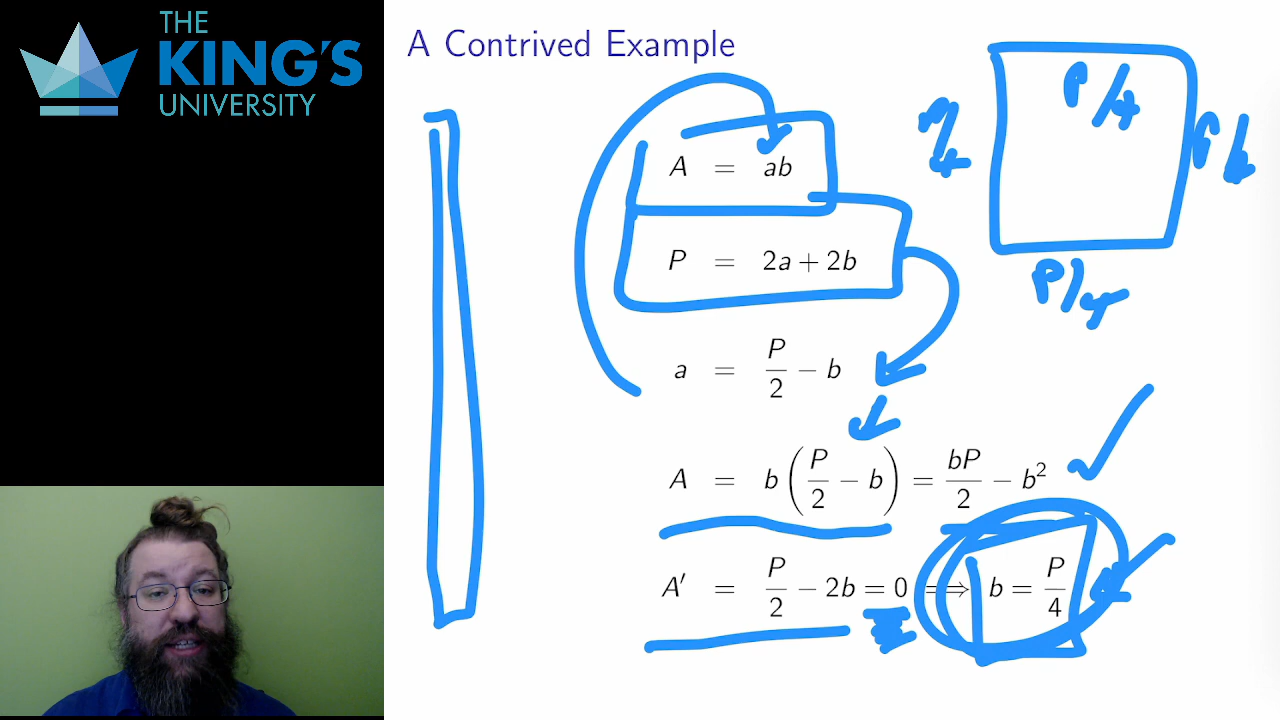 THE
KING'S
UNIVERSITY
A Contrived Example
A = ab
P = 2a + 2b
a = P/2 − b
A = b(P/2 − b) = bP/2 − b²
A′ = P/2 − 2b = 0 ⟹ b = P/4
P/4
P/4